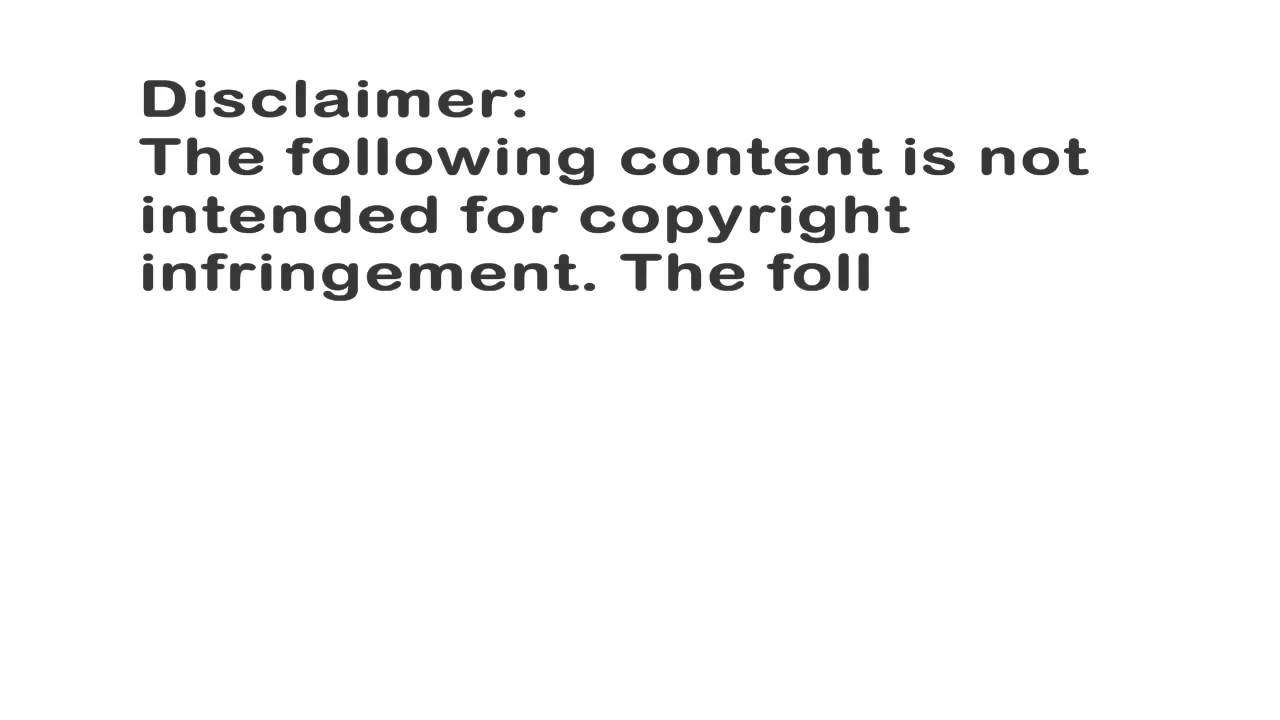 Disclaimer:
The following content is not
intended for copyright
infringement. The foll